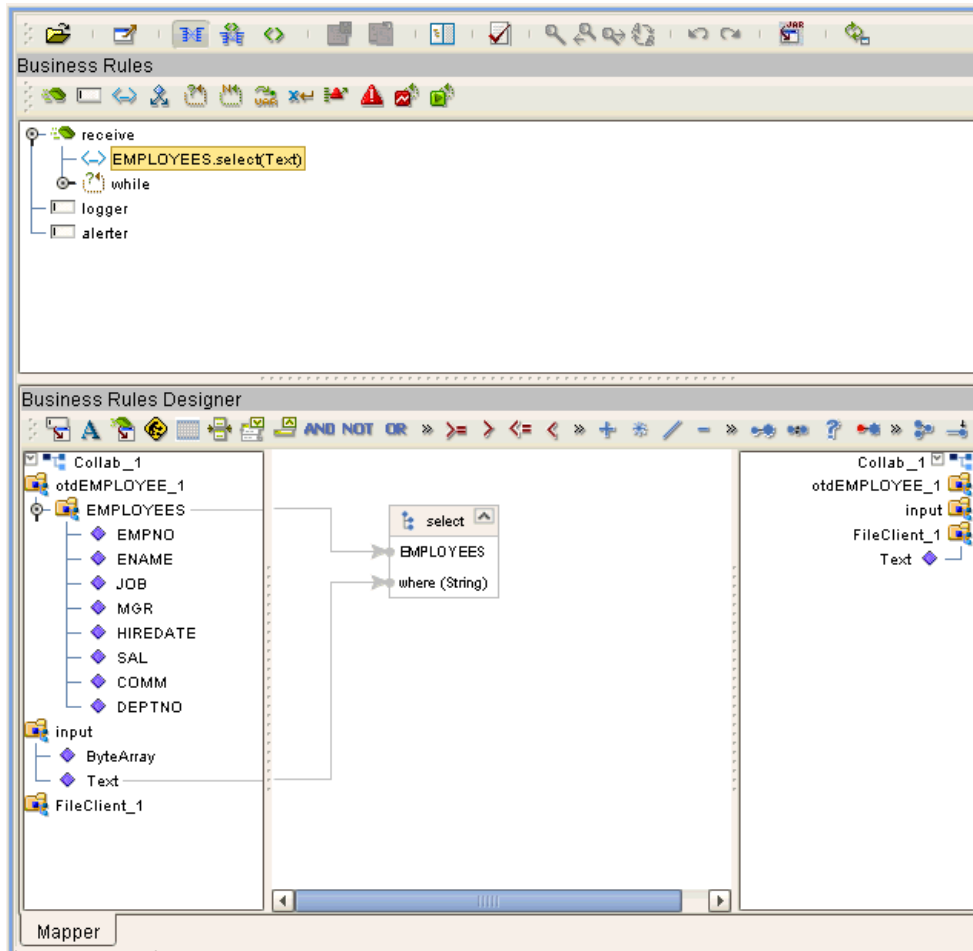 JAR
Business Rules
receive
EMPLOYEES.select(Text)
while
logger
alerter
Business Rules Designer
A AND NOT OR » >= > <= < » + / - » ? » 
Collab_1
otdEMPLOYEE_1
EMPLOYEES
EMPNO
ENAME
JOB
MGR
HIREDATE
SAL
COMM
DEPTNO
input
ByteArray
Text
FileClient_1
select
EMPLOYEES
where (String)
Collab_1
otdEMPLOYEE_1
input
FileClient_1
Text
Mapper